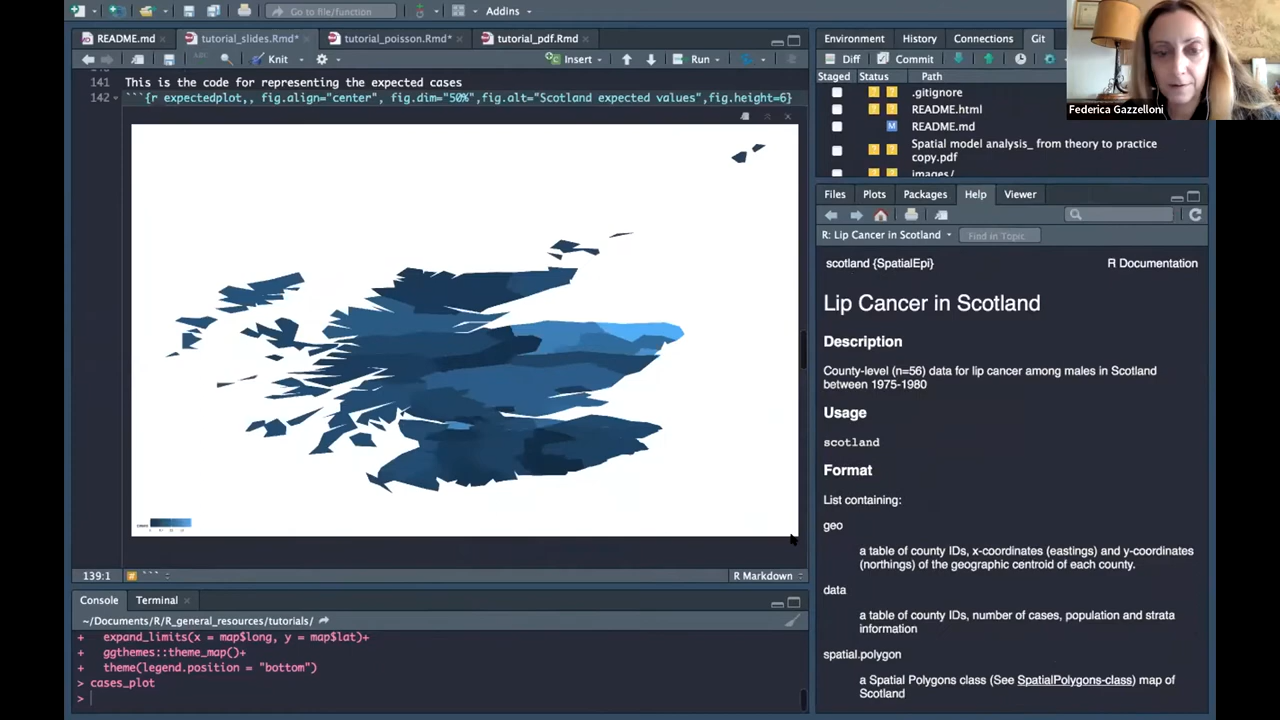 Go to file/function
Addins
README.md
tutorial_slides.Rmd*
tutorial_poisson.Rmd*
tutorial_pdf.Rmd
Knit
Insert
Run
141 This is the code for representing the expected cases
142 ```{r expectedplot,, fig.align="center", fig.dim="50%",fig.alt="Scotland expected values",fig.height=6}
139:1
R Markdown
Console
Terminal
~/Documents/R/R_general_resources/tutorials/
+ expand_limits(x = map$long, y = map$lat)+
+ ggthemes::theme_map()+
+ theme(legend.position = "bottom")
> cases_plot
>
Environment
History
Connections
Git
Diff
Commit
Staged
Status
Path
.gitignore
README.html
README.md
Spatial model analysis_ from theory to practice
copy.pdf
images/
Files
Plots
Packages
Help
Viewer
R: Lip Cancer in Scotland
Find in Topic
scotland {SpatialEpi}
R Documentation
Lip Cancer in Scotland
Description
County-level (n=56) data for lip cancer among males in Scotland
between 1975-1980
Usage
scotland
Format
List containing:
geo
a table of county IDs, x-coordinates (eastings) and y-coordinates
(northings) of the geographic centroid of each county.
data
a table of county IDs, number of cases, population and strata
information
spatial.polygon
a Spatial Polygons class (See SpatialPolygons-class) map of
Scotland
Federica Gazzelloni